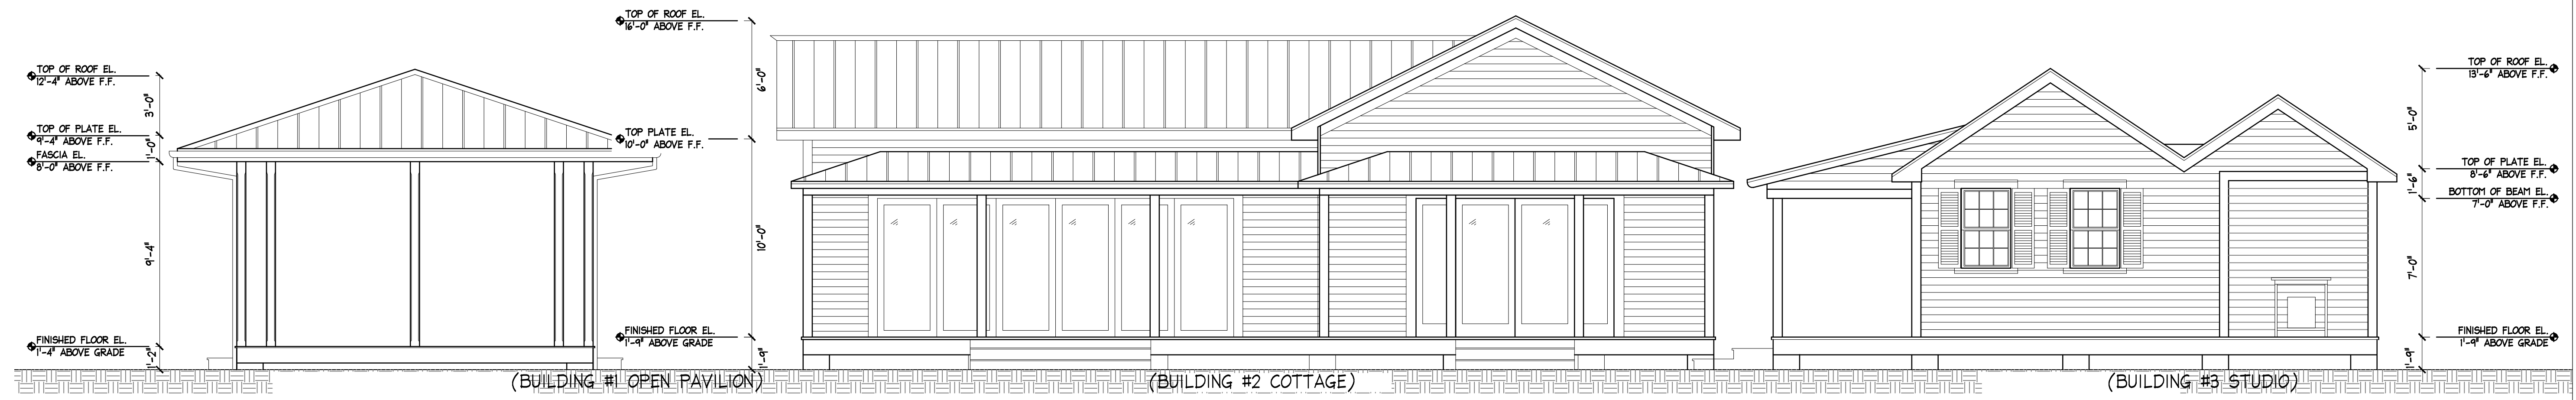 TOP OF ROOF EL.
12'-4" ABOVE F.F.
3'-0"
TOP OF PLATE EL.
9'-4" ABOVE F.F.
1'-0"
FASCIA EL.
8'-0" ABOVE F.F.
9'-4"
FINISHED FLOOR EL.
1'-4" ABOVE GRADE
1'-2"
(BUILDING #1 OPEN PAVILION)
TOP OF ROOF EL.
16'-0" ABOVE F.F.
6'-0"
TOP PLATE EL.
10'-0" ABOVE F.F.
10'-0"
FINISHED FLOOR EL.
1'-9" ABOVE GRADE
1'-9"
(BUILDING #2 COTTAGE)
TOP OF ROOF EL.
13'-6" ABOVE F.F.
5'-0"
TOP OF PLATE EL.
8'-6" ABOVE F.F.
1'-6"
BOTTOM OF BEAM EL.
7'-0" ABOVE F.F.
7'-0"
FINISHED FLOOR EL.
1'-9" ABOVE GRADE
1'-9"
(BUILDING #3 STUDIO)